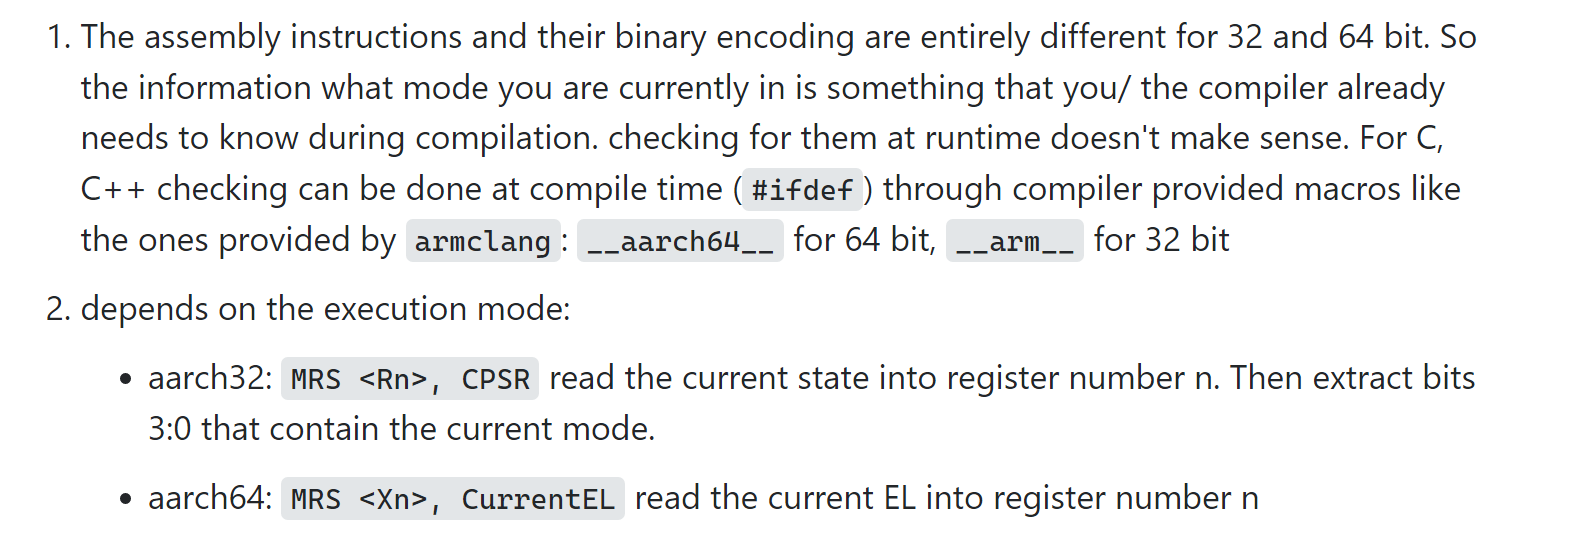 1. The assembly instructions and their binary encoding are entirely different for 32 and 64 bit. So
the information what mode you are currently in is something that you/ the compiler already
needs to know during compilation. checking for them at runtime doesn't make sense. For C,
C++ checking can be done at compile time (#ifdef) through compiler provided macros like
the ones provided by armclang: __aarch64__ for 64 bit, __arm__ for 32 bit
2. depends on the execution mode:
• aarch32: MRS <Rn>, CPSR read the current state into register number n. Then extract bits
3:0 that contain the current mode.
• aarch64: MRS <Xn>, CurrentEL read the current EL into register number n